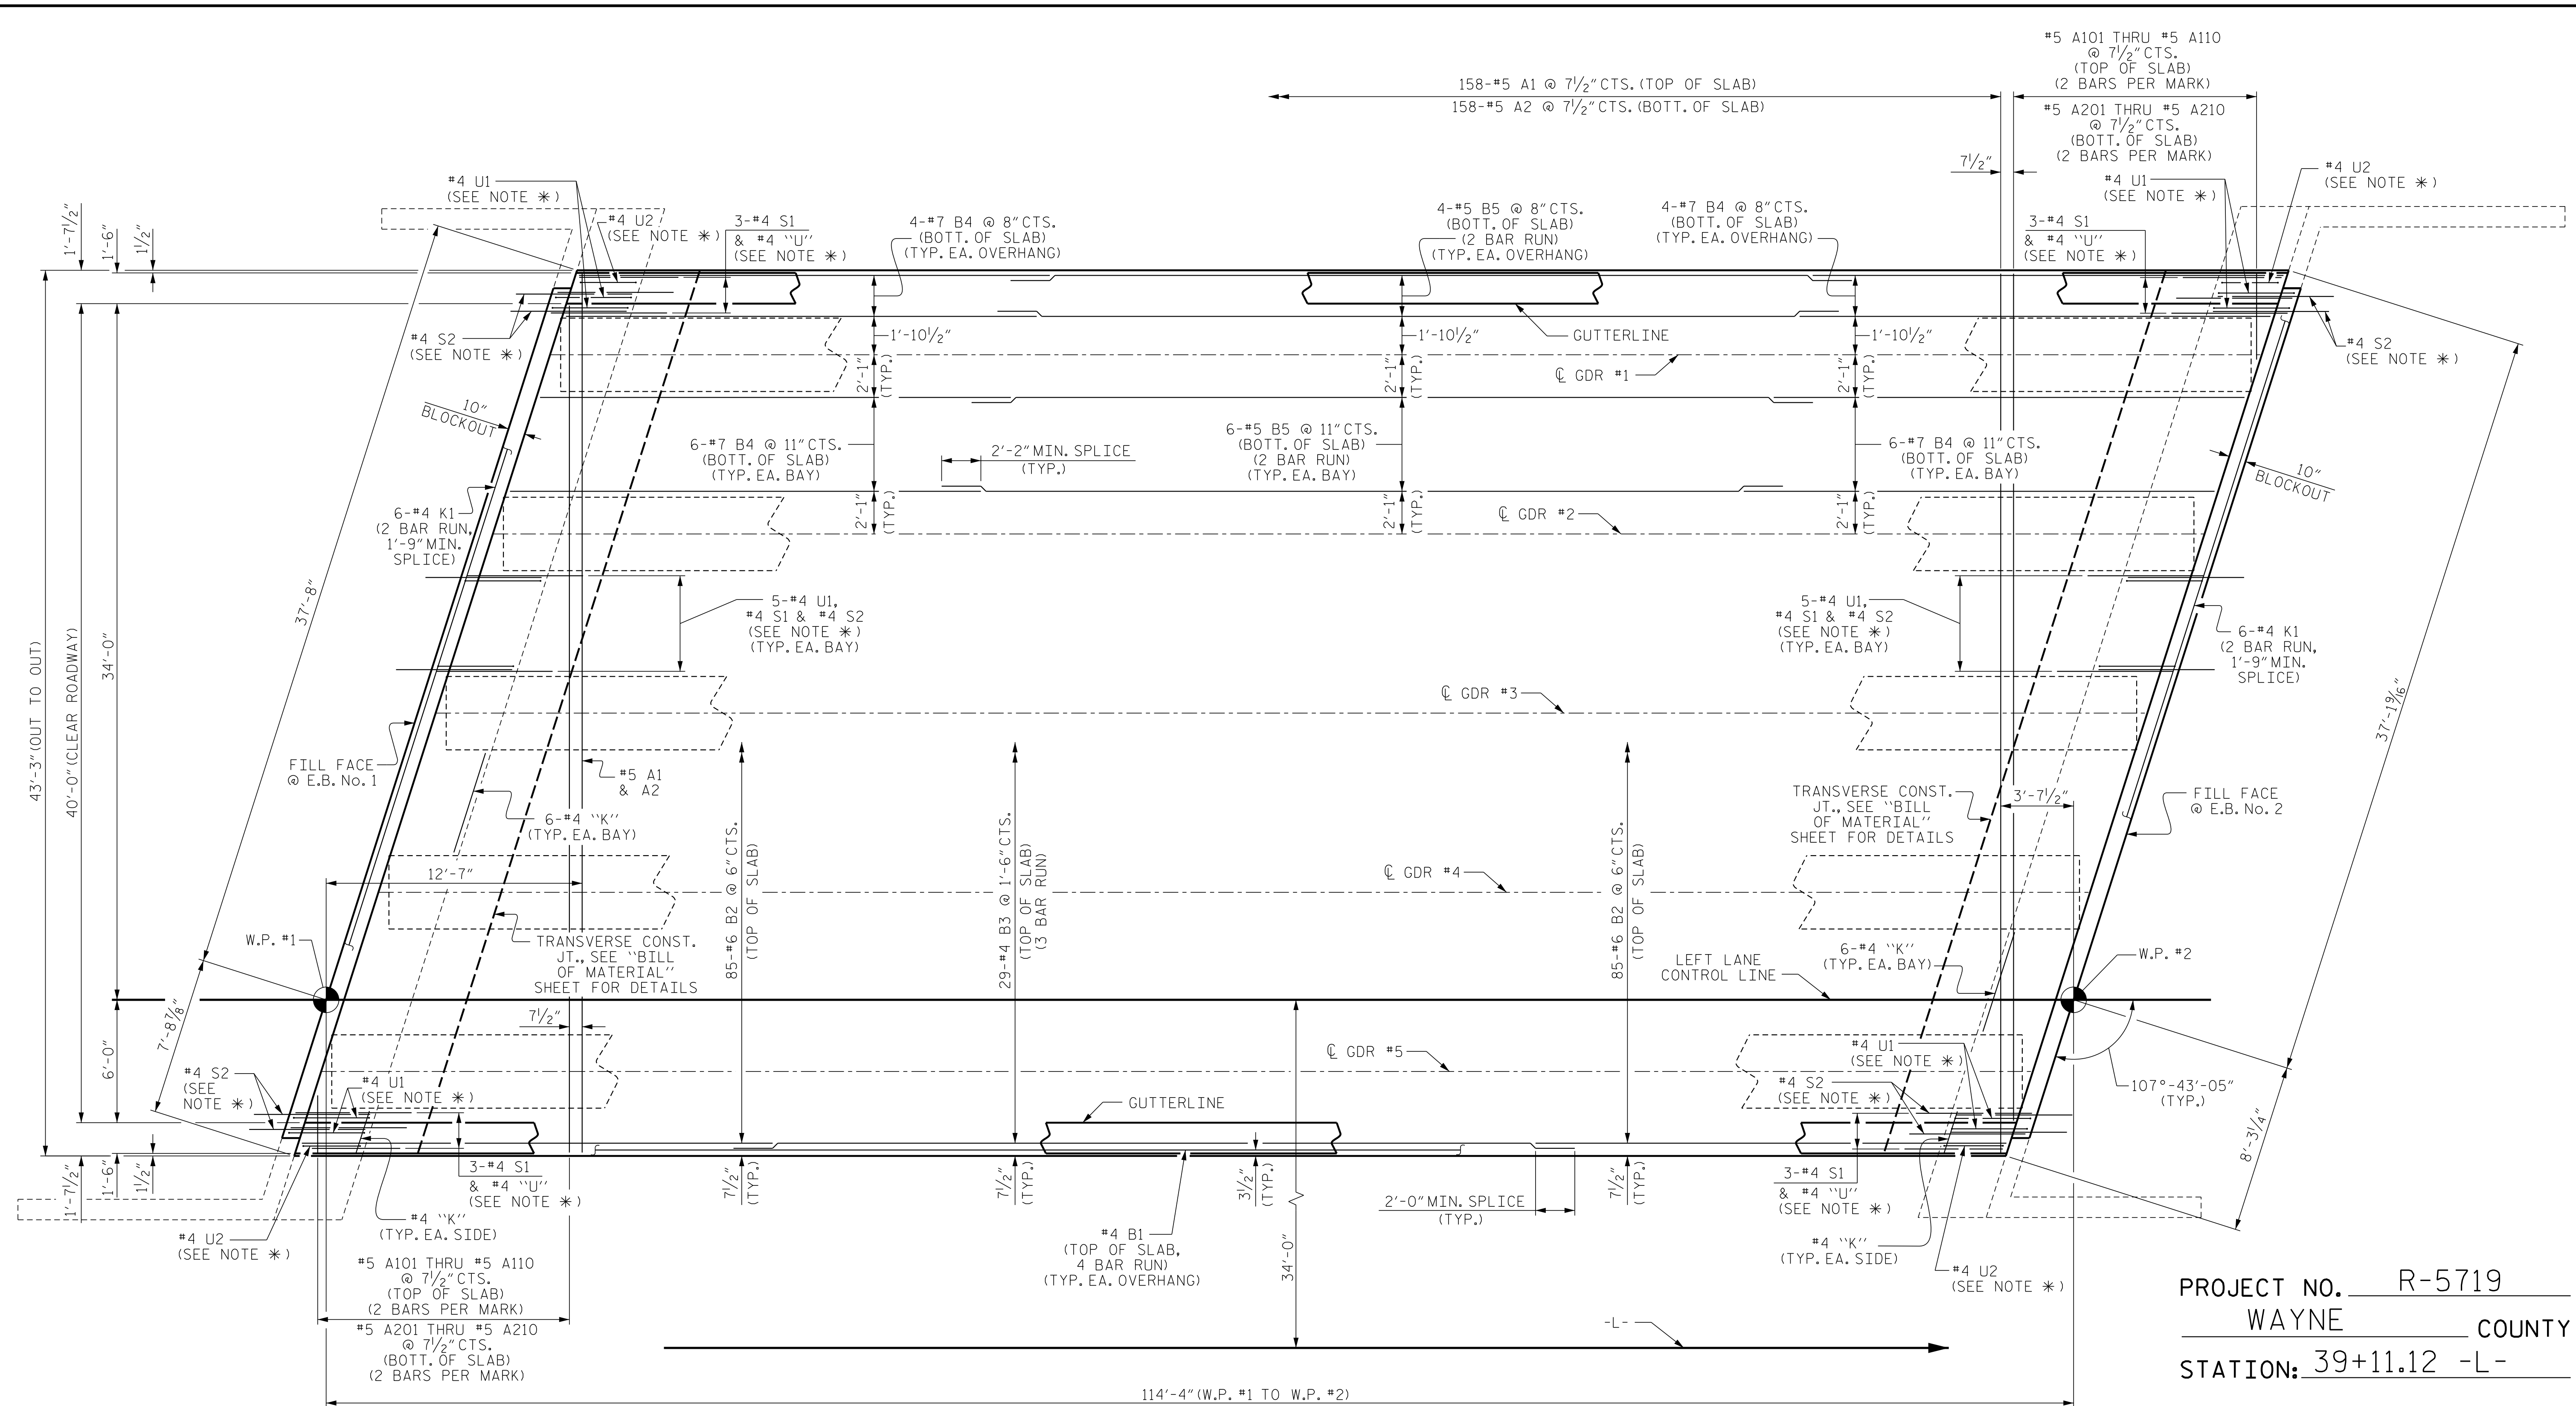 #5 A101 THRU #5 A110
@ 7½" CTS.
(TOP OF SLAB)
(2 BARS PER MARK)
158-#5 A1 @ 7½" CTS. (TOP OF SLAB)
158-#5 A2 @ 7½" CTS. (BOTT. OF SLAB)
#5 A201 THRU #5 A210
@ 7½" CTS.
(BOTT. OF SLAB)
(2 BARS PER MARK)
7½"
#4 U2
(SEE NOTE ✳)
#4 U1
(SEE NOTE ✳)
#4 U1
(SEE NOTE ✳)
#4 U2
(SEE NOTE ✳)
3-#4 S1
& #4 ‘‘U’’
(SEE NOTE ✳)
4-#7 B4 @ 8" CTS.
(BOTT. OF SLAB)
(TYP. EA. OVERHANG)
4-#5 B5 @ 8" CTS.
(BOTT. OF SLAB)
(2 BAR RUN)
(TYP. EA. OVERHANG)
4-#7 B4 @ 8" CTS.
(BOTT. OF SLAB)
(TYP. EA. OVERHANG)
3-#4 S1
& #4 ‘‘U’’
(SEE NOTE ✳)
1'-7½"
1'-6"
1½"
#4 S2
(SEE NOTE ✳)
1'-10½"
1'-10½"
GUTTERLINE
1'-10½"
#4 S2
(SEE NOTE ✳)
2'-1"
(TYP.)
2'-1"
(TYP.)
℄ GDR #1
2'-1"
(TYP.)
10"
BLOCKOUT
6-#7 B4 @ 11" CTS.
(BOTT. OF SLAB)
(TYP. EA. BAY)
2'-2" MIN. SPLICE
(TYP.)
6-#5 B5 @ 11" CTS.
(BOTT. OF SLAB)
(2 BAR RUN)
(TYP. EA. BAY)
6-#7 B4 @ 11" CTS.
(BOTT. OF SLAB)
(TYP. EA. BAY)
10"
BLOCKOUT
2'-1"
(TYP.)
2'-1"
(TYP.)
℄ GDR #2
2'-1"
(TYP.)
6-#4 K1
(2 BAR RUN,
1'-9" MIN.
SPLICE)
37'-8"
5-#4 U1,
#4 S1 & #4 S2
(SEE NOTE ✳)
(TYP. EA. BAY)
5-#4 U1,
#4 S1 & #4 S2
(SEE NOTE ✳)
(TYP. EA. BAY)
6-#4 K1
(2 BAR RUN,
1'-9" MIN.
SPLICE)
43'-3" (OUT TO OUT)
40'-0" (CLEAR ROADWAY)
34'-0"
℄ GDR #3
37'-1 9/16"
FILL FACE
@ E.B. No. 1
#5 A1
& A2
6-#4 ‘‘K’’
(TYP. EA. BAY)
TRANSVERSE CONST.
JT., SEE ‘‘BILL
OF MATERIAL’’
SHEET FOR DETAILS
3'-7½"
FILL FACE
@ E.B. No. 2
12'-7"
85-#6 B2 @ 6" CTS.
(TOP OF SLAB)
29-#4 B3 @ 1'-6" CTS.
(TOP OF SLAB)
(3 BAR RUN)
℄ GDR #4
85-#6 B2 @ 6" CTS.
(TOP OF SLAB)
W.P. #1
TRANSVERSE CONST.
JT., SEE ‘‘BILL
OF MATERIAL’’
SHEET FOR DETAILS
LEFT LANE
CONTROL LINE
6-#4 ‘‘K’’
(TYP. EA. BAY)
W.P. #2
7'-8⅞"
7½"
6'-0"
℄ GDR #5
#4 U1
(SEE NOTE ✳)
#4 S2
(SEE
NOTE ✳)
#4 U1
(SEE NOTE ✳)
GUTTERLINE
#4 S2
(SEE NOTE ✳)
107°-43'-05"
(TYP.)
8'-3¼"
1'-7½"
1'-6"
1½"
3-#4 S1
& #4 ‘‘U’’
(SEE NOTE ✳)
7½"
(TYP.)
7½"
(TYP.)
3½"
(TYP.)
2'-0" MIN. SPLICE
(TYP.)
7½"
(TYP.)
3-#4 S1
& #4 ‘‘U’’
(SEE NOTE ✳)
#4 ‘‘K’’
(TYP. EA. SIDE)
#4 U2
(SEE NOTE ✳)
#4 B1
(TOP OF SLAB,
4 BAR RUN)
(TYP. EA. OVERHANG)
34'-0"
#4 ‘‘K’’
(TYP. EA. SIDE)
#4 U2
(SEE NOTE ✳)
#5 A101 THRU #5 A110
@ 7½" CTS.
(TOP OF SLAB)
(2 BARS PER MARK)
#5 A201 THRU #5 A210
@ 7½" CTS.
(BOTT. OF SLAB)
(2 BARS PER MARK)
-L-
114'-4" (W.P. #1 TO W.P. #2)
PROJECT NO. R-5719
WAYNE COUNTY
STATION: 39+11.12 -L-